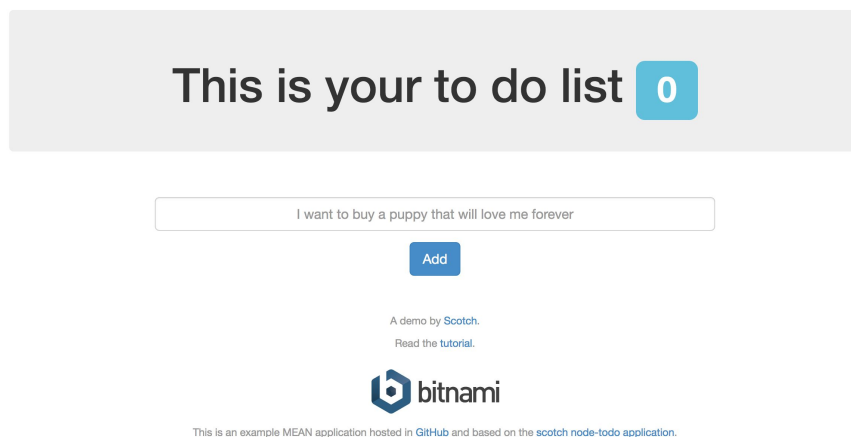 This is your to do list 0
I want to buy a puppy that will love me forever
Add
A demo by Scotch.
Read the tutorial.
bitnami
This is an example MEAN application hosted in GitHub and based on the scotch node-todo application.